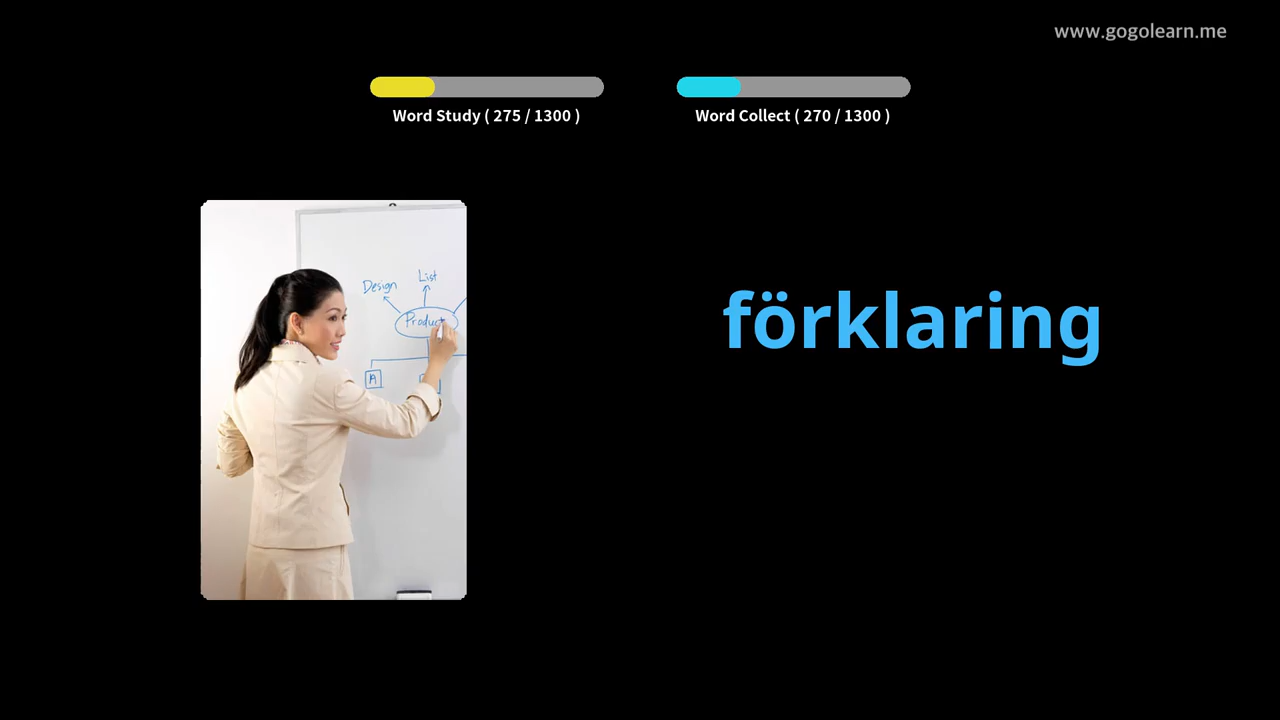 www.gogolearn.me
Word Study ( 275 / 1300 )
Word Collect ( 270 / 1300 )
förklaring
Design
List
Product
A